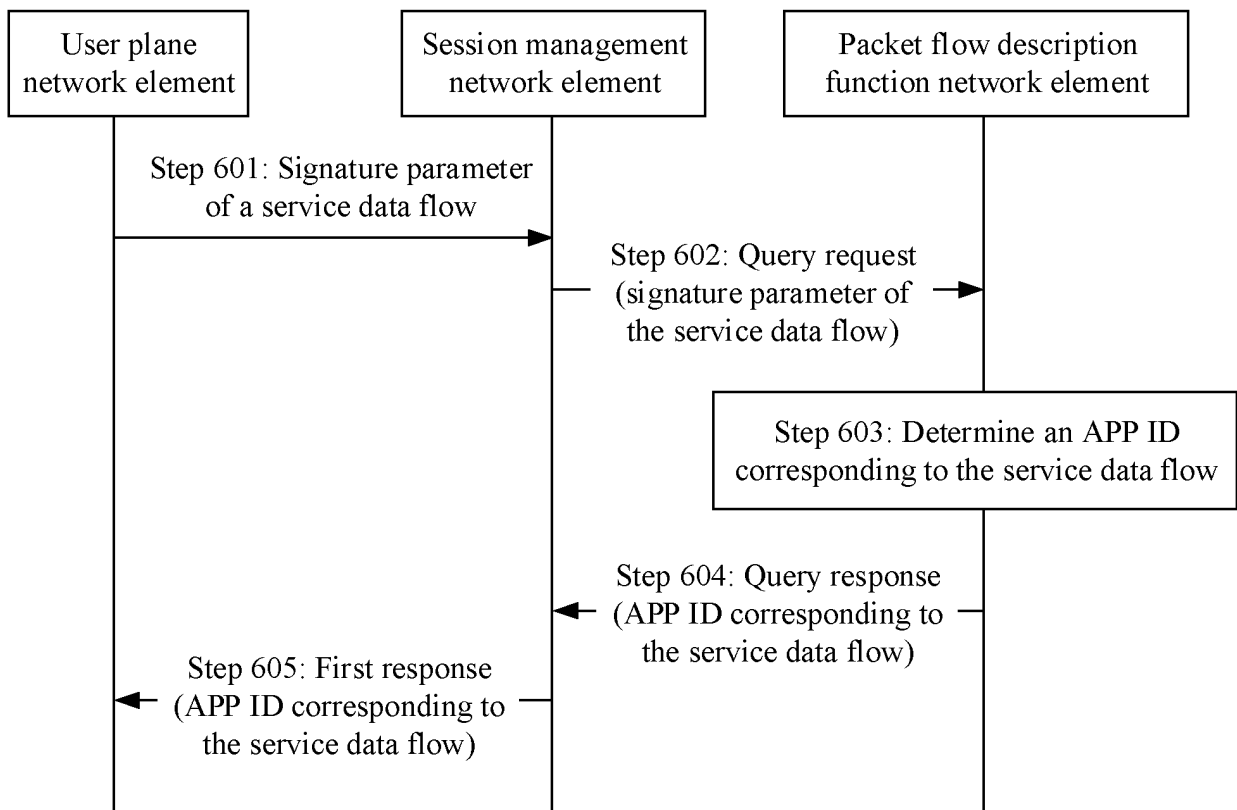 User plane
network element
Session management
network element
Packet flow description
function network element
Step 601: Signature parameter
of a service data flow
Step 602: Query request
(signature parameter of
the service data flow)
Step 603: Determine an APP ID
corresponding to the service data flow
Step 604: Query response
(APP ID corresponding to
the service data flow)
Step 605: First response
(APP ID corresponding to
the service data flow)